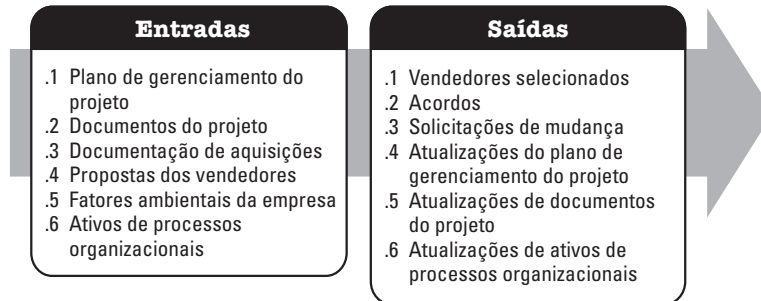 Entradas
.1 Plano de gerenciamento do
projeto
.2 Documentos do projeto
.3 Documentação de aquisições
.4 Propostas dos vendedores
.5 Fatores ambientais da empresa
.6 Ativos de processos
organizacionais
Saídas
.1 Vendedores selecionados
.2 Acordos
.3 Solicitações de mudança
.4 Atualizações do plano de
gerenciamento do projeto
.5 Atualizações de documentos
do projeto
.6 Atualizações de ativos de
processos organizacionais